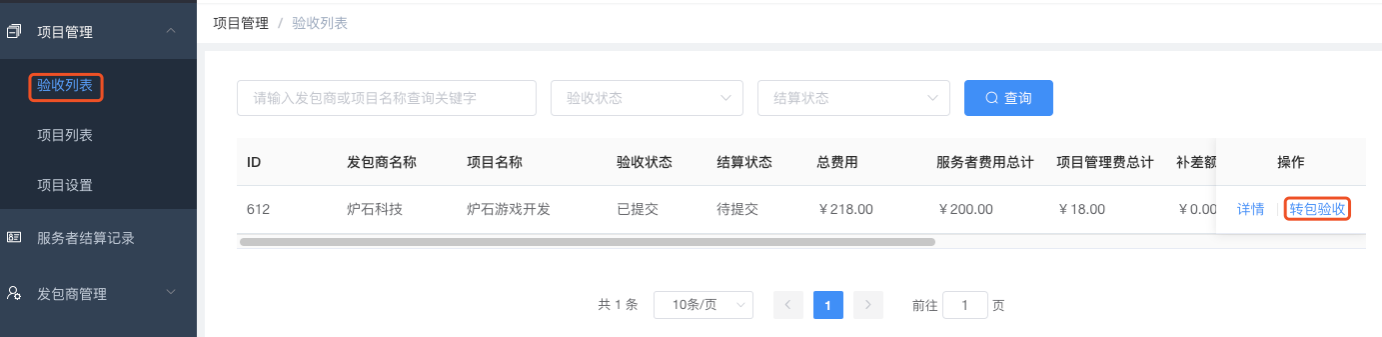 项目管理
验收列表
项目列表
项目设置
服务者结算记录
发包商管理
项目管理 / 验收列表
请输入发包商或项目名称查询关键字 验收状态 结算状态 查询
ID 发包商名称 项目名称 验收状态 结算状态 总费用 服务者费用总计 项目管理费总计 补差额 操作
612 炉石科技 炉石游戏开发 已提交 待提交 ¥218.00 ¥200.00 ¥18.00 ¥0.00 详情 转包验收
共 1 条 10条/页 < 1 > 前往 1 页